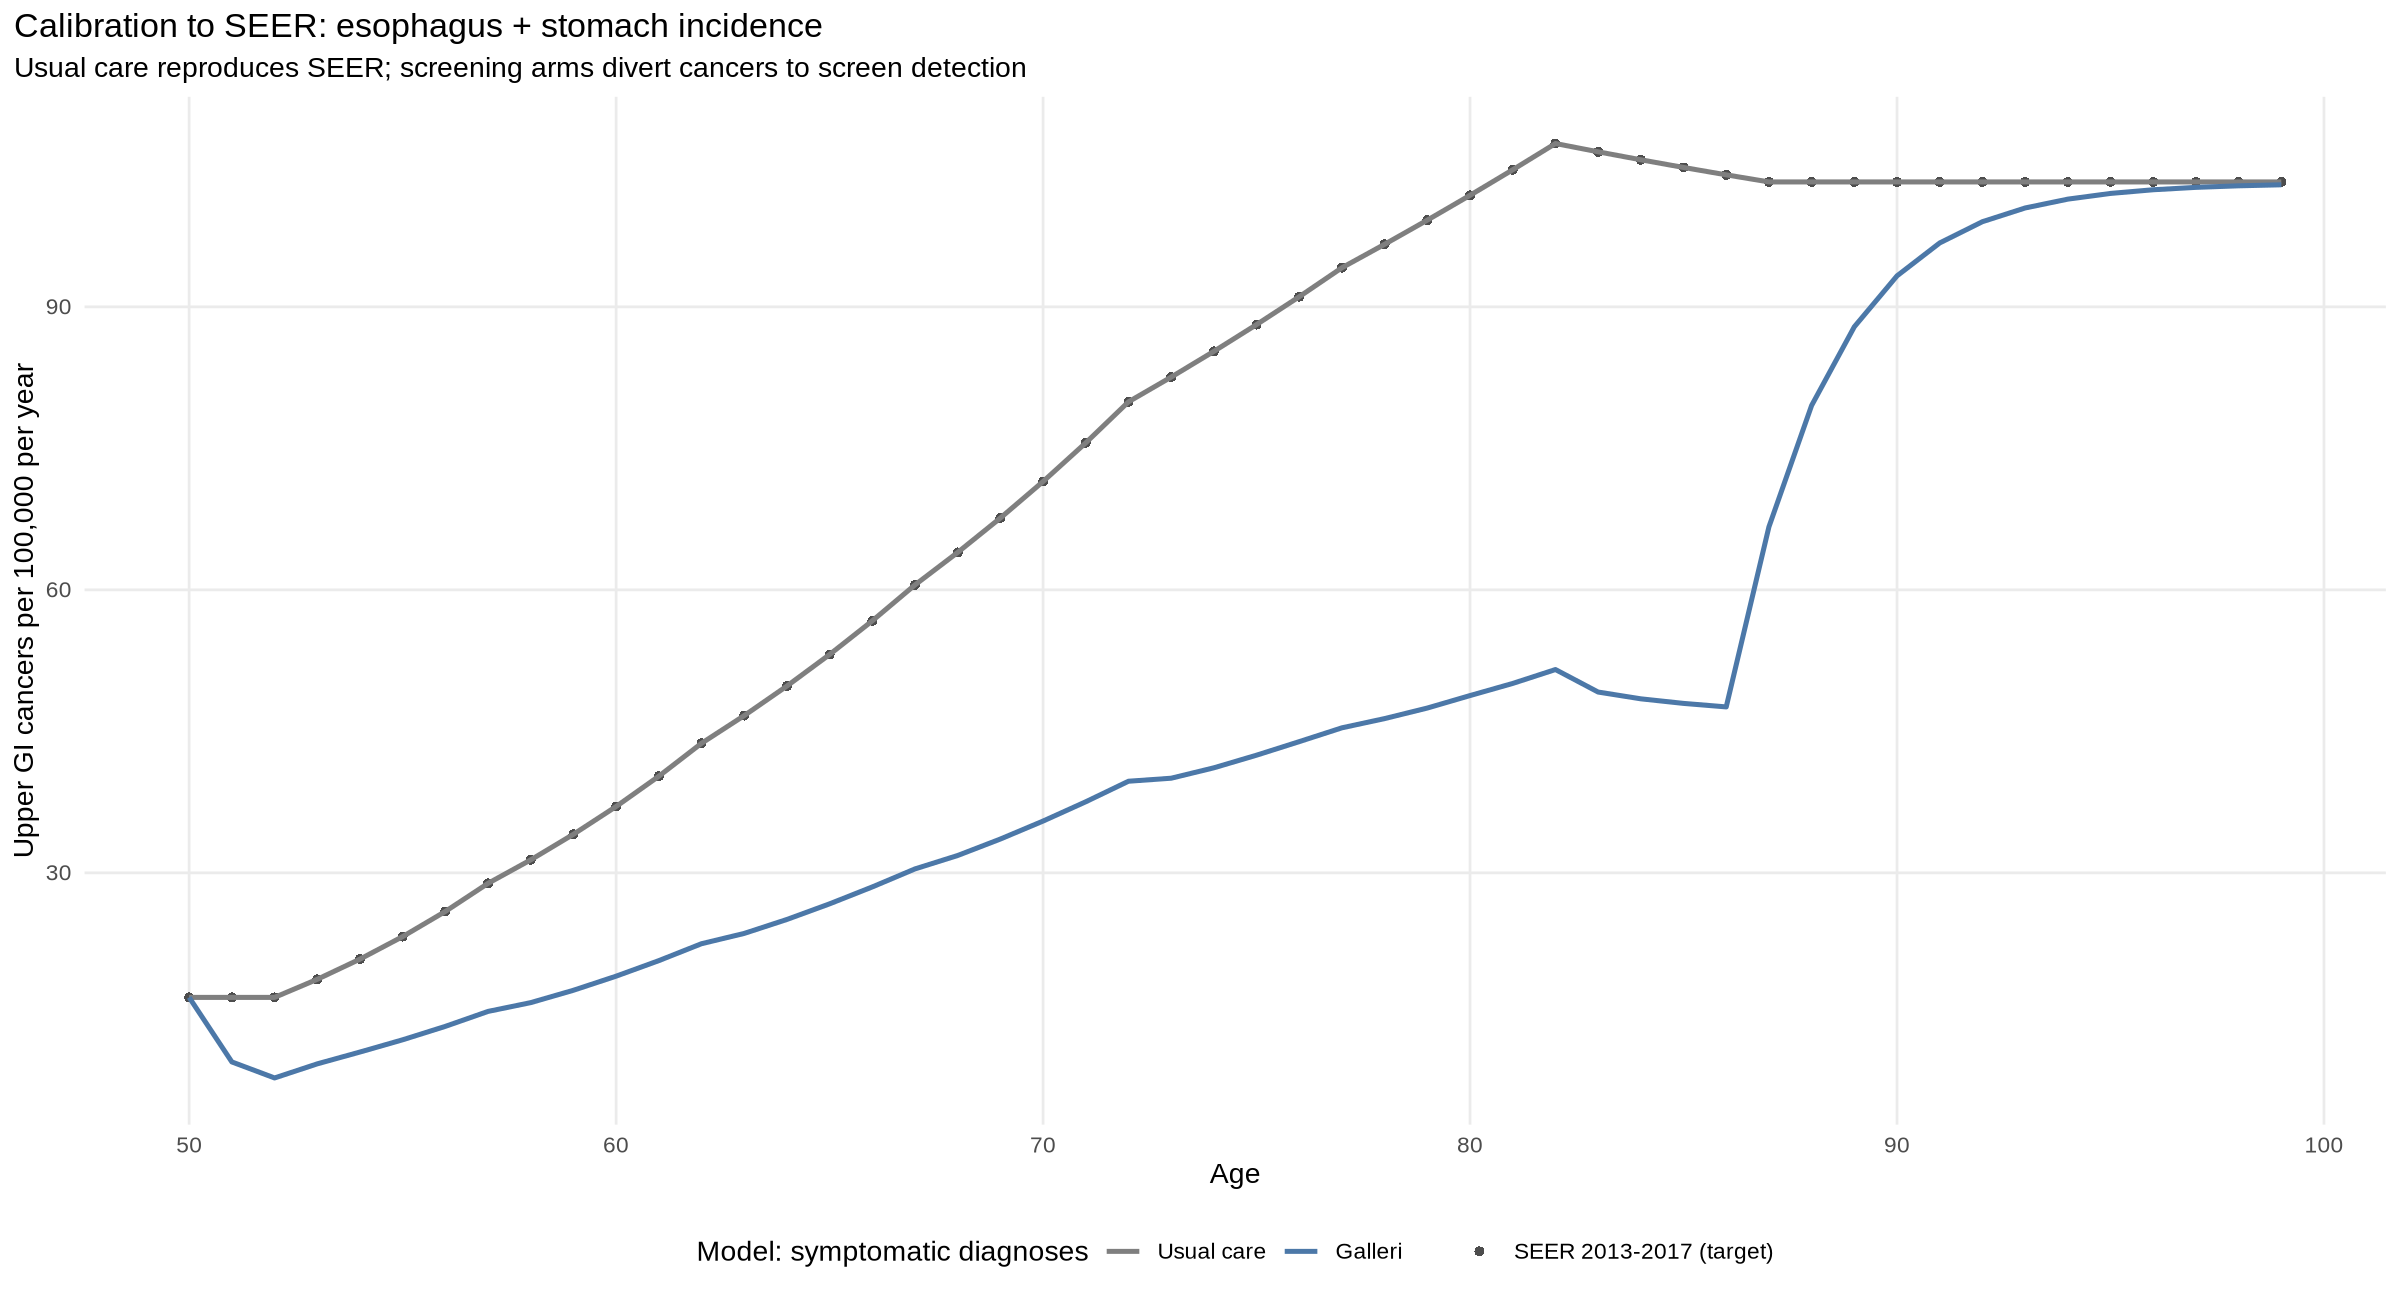 Calibration to SEER: esophagus + stomach incidence
Usual care reproduces SEER; screening arms divert cancers to screen detection
Upper GI cancers per 100,000 per year
90
60
30
50 60 70 80 90 100
Age
Model: symptomatic diagnoses Usual care Galleri SEER 2013-2017 (target)